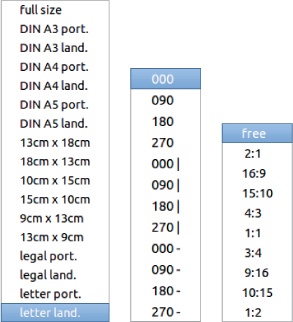 full size
DIN A3 port.
DIN A3 land.
DIN A4 port.
DIN A4 land.
DIN A5 port.
DIN A5 land.
13cm x 18cm
18cm x 13cm
10cm x 15cm
15cm x 10cm
9cm x 13cm
13cm x 9cm
legal port.
legal land.
letter port.
letter land.
000
090
180
270
000 |
090 |
180 |
270 |
000 -
090 -
180 -
270 -
free
2:1
16:9
15:10
4:3
1:1
3:4
9:16
10:15
1:2